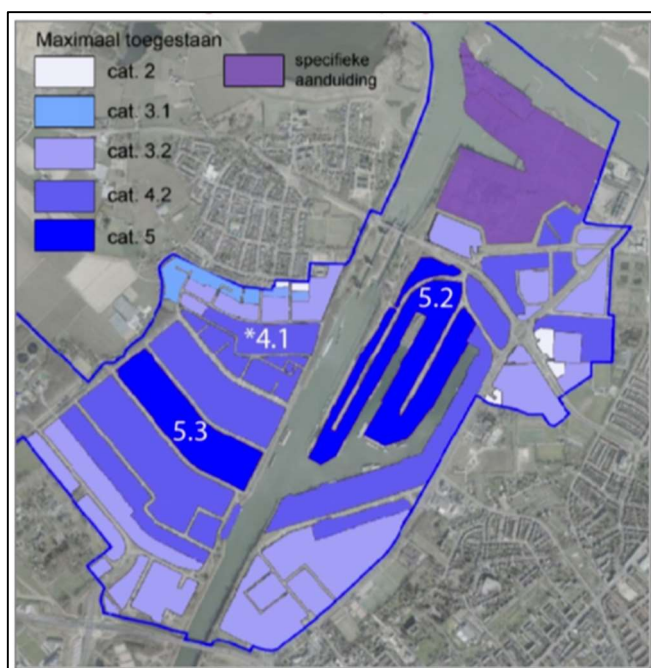 Maximaal toegestaan
cat. 2
specifieke
aanduiding
cat. 3.1
cat. 3.2
cat. 4.2
cat. 5
5.2
*4.1
5.3